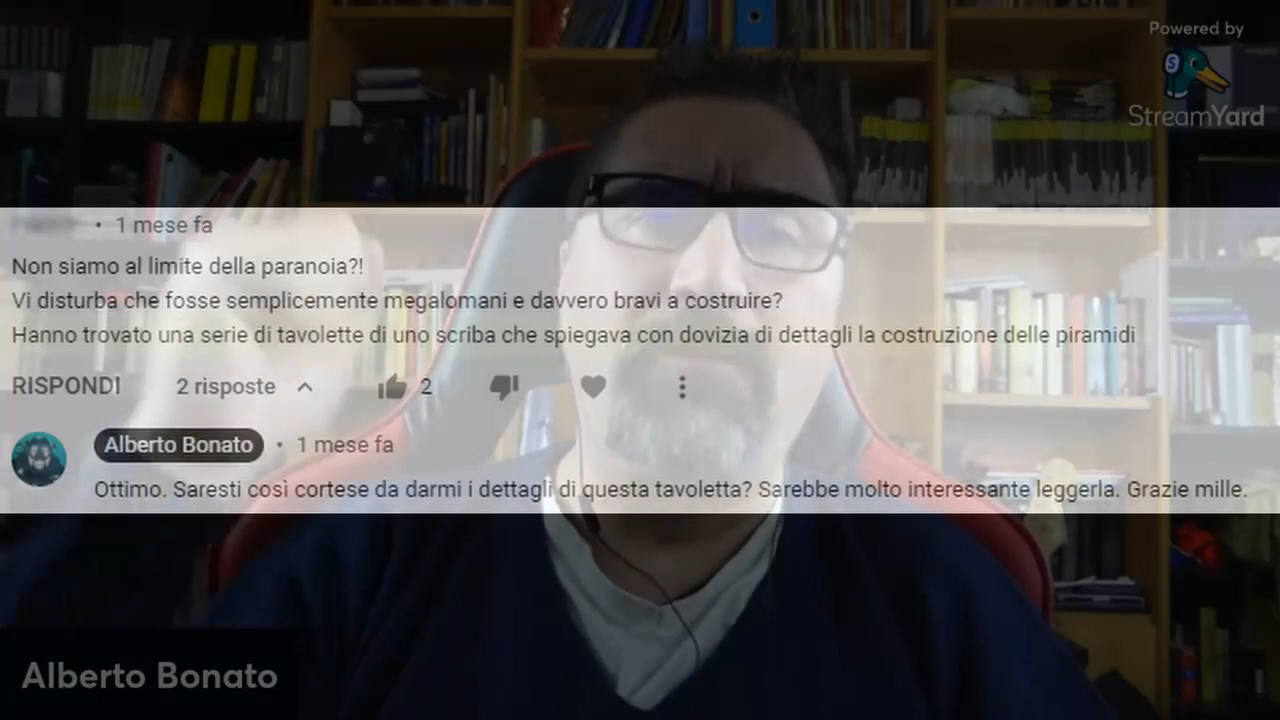 Powered by
StreamYard
• 1 mese fa
Non siamo al limite della paranoia?!
Vi disturba che fosse semplicemente megalomani e davvero bravi a costruire?
Hanno trovato una serie di tavolette di uno scriba che spiegava con dovizia di dettagli la costruzione delle piramidi
RISPONDI 2 risposte 2
Alberto Bonato • 1 mese fa
Ottimo. Saresti così cortese da darmi i dettagli di questa tavoletta? Sarebbe molto interessante leggerla. Grazie mille.
Alberto Bonato